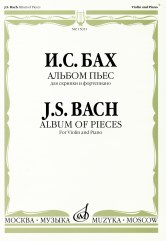 J.S. Bach Album of Pieces
Violin and Piano
И.С. БАХ
АЛЬБОМ ПЬЕС
для скрипки и фортепиано
J.S. BACH
ALBUM OF PIECES
For Violin and Piano
МОСКВА • МУЗЫКА MUZYKA • MOSCOW